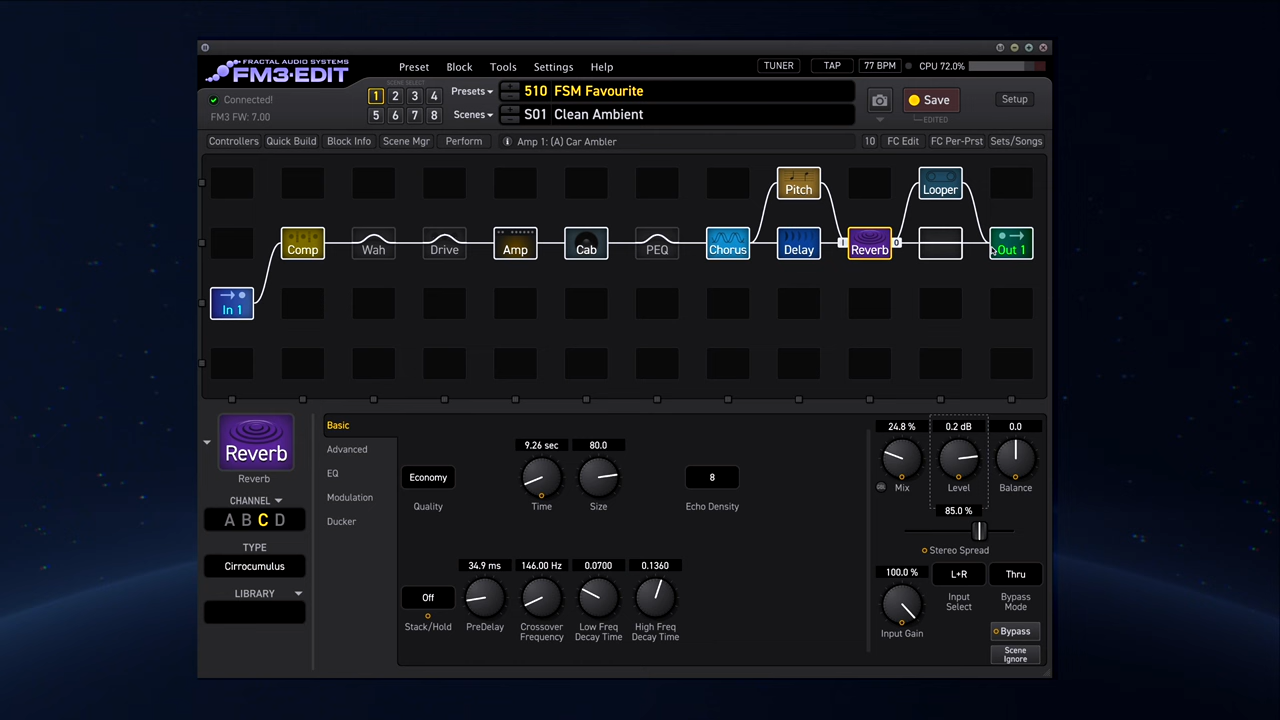 FRACTAL AUDIO SYSTEMS
FM3-EDIT
Preset
Block
Tools
Settings
Help
TUNER
TAP
77 BPM
CPU 72.0%
Connected!
FM3 FW: 7.00
SCENE SELECT
1 2 3 4
5 6 7 8
Presets
510 FSM Favourite
Scenes
S01 Clean Ambient
Save
EDITED
Setup
Controllers
Quick Build
Block Info
Scene Mgr
Perform
Amp 1: (A) Car Ambler
10
FC Edit
FC Per-Prst
Sets/Songs
Pitch
Looper
Comp
Wah
Drive
Amp
Cab
PEQ
Chorus
Delay
I
Reverb
O
Out 1
In 1
Reverb
Reverb
CHANNEL
A B C D
TYPE
Cirrocumulus
LIBRARY
Basic
Advanced
EQ
Modulation
Ducker
Economy
Quality
9.26 sec
Time
80.0
Size
8
Echo Density
Off
Stack/Hold
34.9 ms
PreDelay
146.00 Hz
Crossover
Frequency
0.0700
Low Freq
Decay Time
0.1360
High Freq
Decay Time
24.8 %
Mix
0.2 dB
Level
0.0
Balance
85.0 %
Stereo Spread
100.0 %
Input Gain
L+R
Input
Select
Thru
Bypass
Mode
Bypass
Scene
Ignore